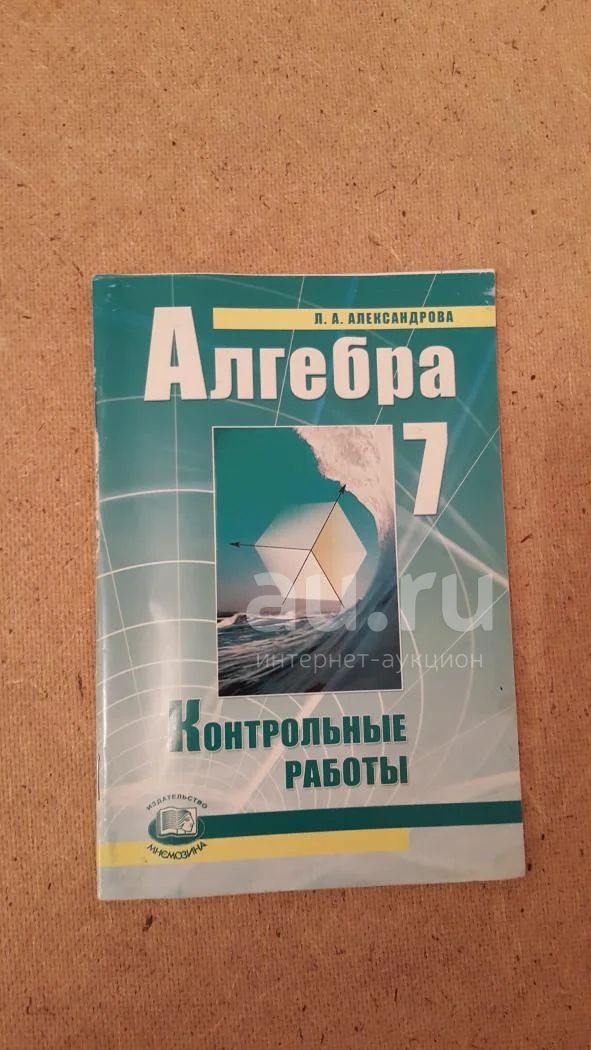 Л. А. АЛЕКСАНДРОВА
Алгебра
7
au.ru
интернет-аукцион
Контрольные
работы
ИЗДАТЕЛЬСТВО
МНЕМОЗИНА